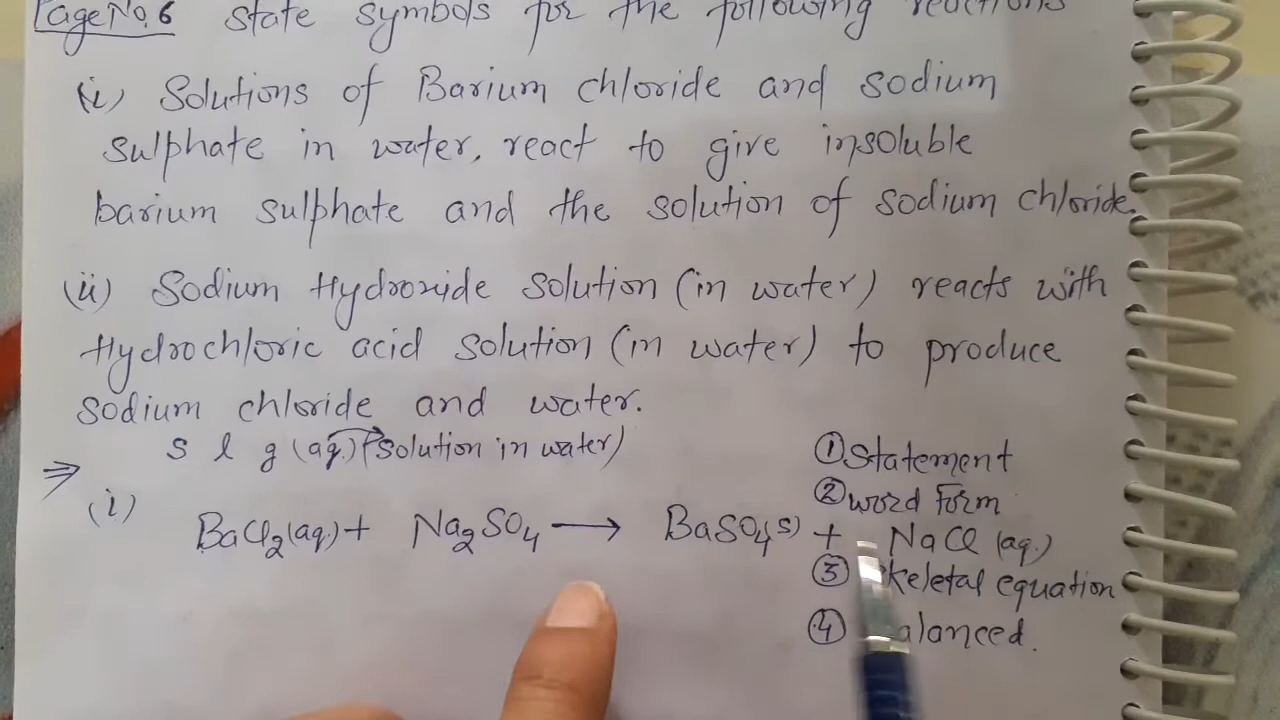 Page No. 6 State symbols for the following reactions
(i) Solutions of Barium chloride and sodium
sulphate in water, react to give insoluble
barium sulphate and the solution of sodium chloride.
(ii) Sodium Hydroxide solution (in water) reacts with
Hydrochloric acid solution (in water) to produce
sodium chloride and water.
s l g (aq.) (solution in water)
⇒
(i)
BaCl₂(aq.) + Na₂SO₄ ⟶ BaSO₄(s) + NaCl (aq.)
① Statement
② word Form
③ keletal equation
④ alanced.